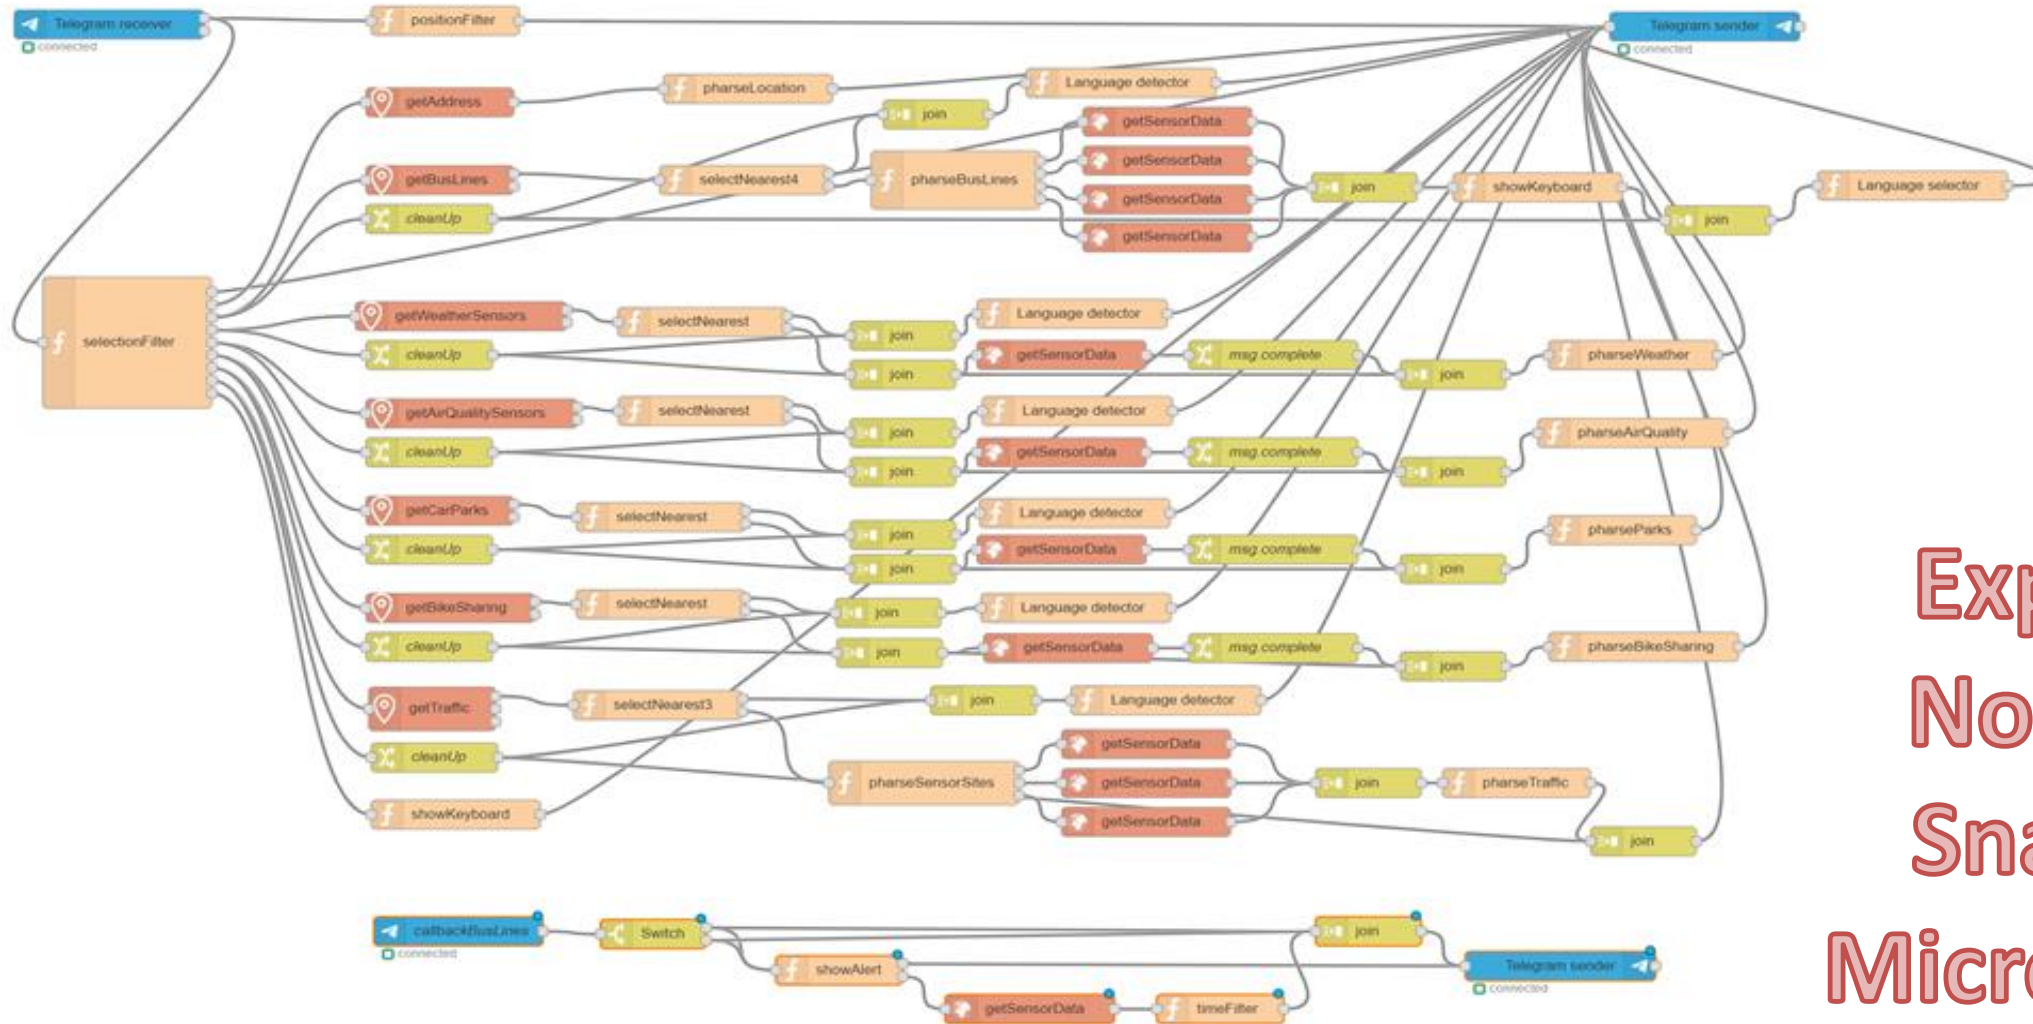 Telegram receiver
connected
positionFilter
Telegram sender
connected
getAddress
pharseLocation
Language detector
join
getSensorData
getBusLines
selectNearest4
pharseBusLines
getSensorData
getSensorData
getSensorData
join
showKeyboard
Language selector
cleanUp
join
selectionFilter
getWeatherSensors
selectNearest
Language detector
join
cleanUp
join
getSensorData
msg.complete
join
pharseWeather
getAirQualitySensors
selectNearest
Language detector
join
cleanUp
join
getSensorData
msg.complete
join
pharseAirQuality
getCarParks
selectNearest
Language detector
join
cleanUp
join
getSensorData
msg.complete
join
pharseParks
getBikeSharing
selectNearest
Language detector
join
cleanUp
join
getSensorData
msg.complete
join
pharseBikeSharing
getTraffic
selectNearest3
join
Language detector
cleanUp
pharseSensorSites
getSensorData
getSensorData
getSensorData
join
pharseTraffic
join
showKeyboard
callbackBusLines
connected
Switch
join
showAlert
Telegram sender
connected
getSensorData
timeFilter
Exp
No
Sna
Micro